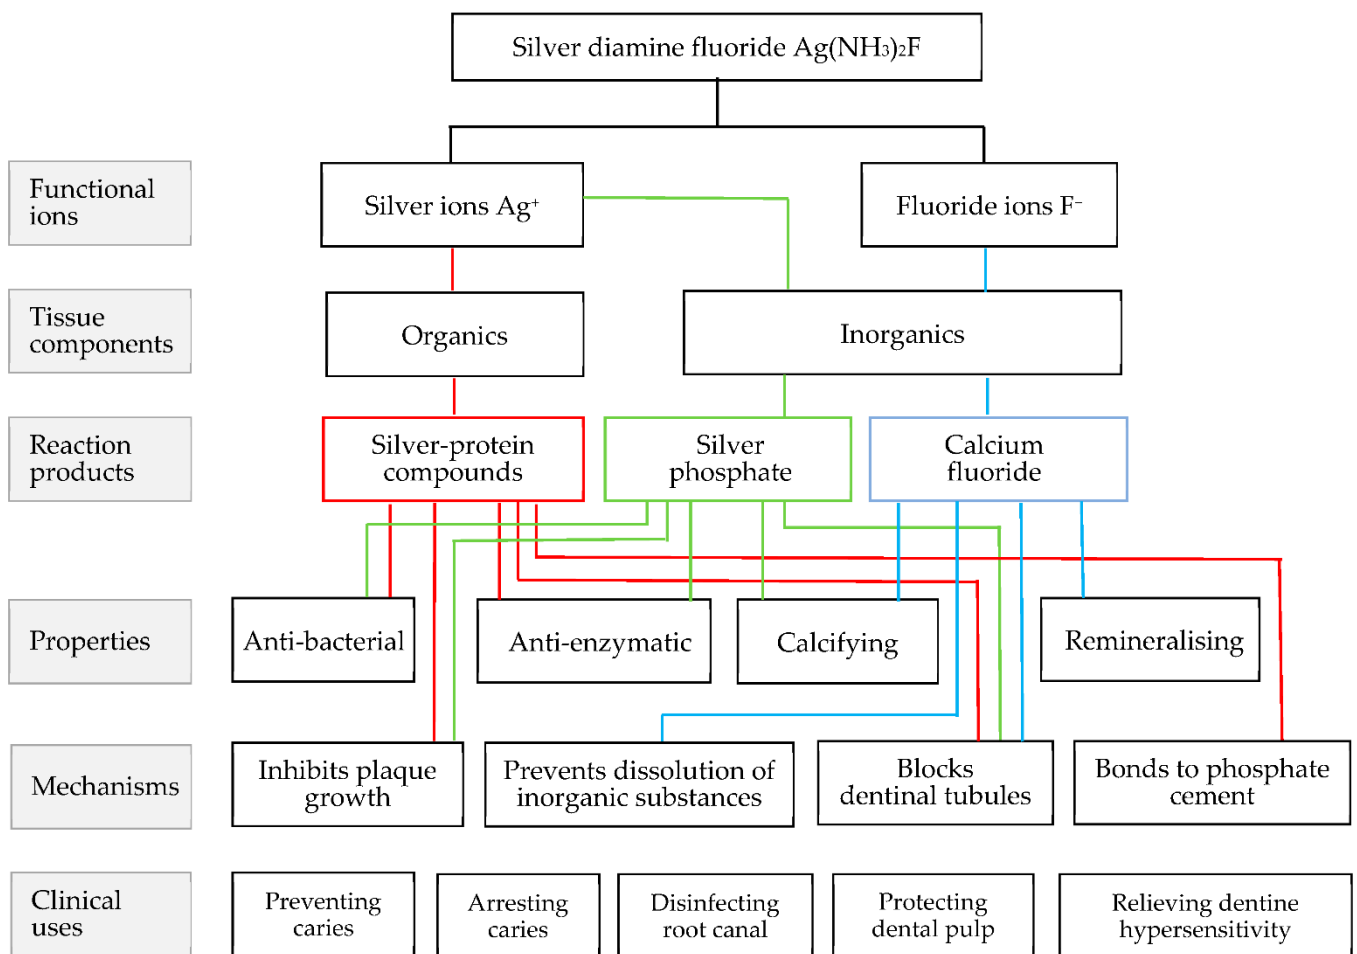 Silver diamine fluoride Ag(NH₃)₂F
Functional
ions
Silver ions Ag⁺
Fluoride ions F⁻
Tissue
components
Organics
Inorganics
Reaction
products
Silver-protein
compounds
Silver
phosphate
Calcium
fluoride
Properties
Anti-bacterial
Anti-enzymatic
Calcifying
Remineralising
Mechanisms
Inhibits plaque
growth
Prevents dissolution of
inorganic substances
Blocks
dentinal tubules
Bonds to phosphate
cement
Clinical
uses
Preventing
caries
Arresting
caries
Disinfecting
root canal
Protecting
dental pulp
Relieving dentine
hypersensitivity